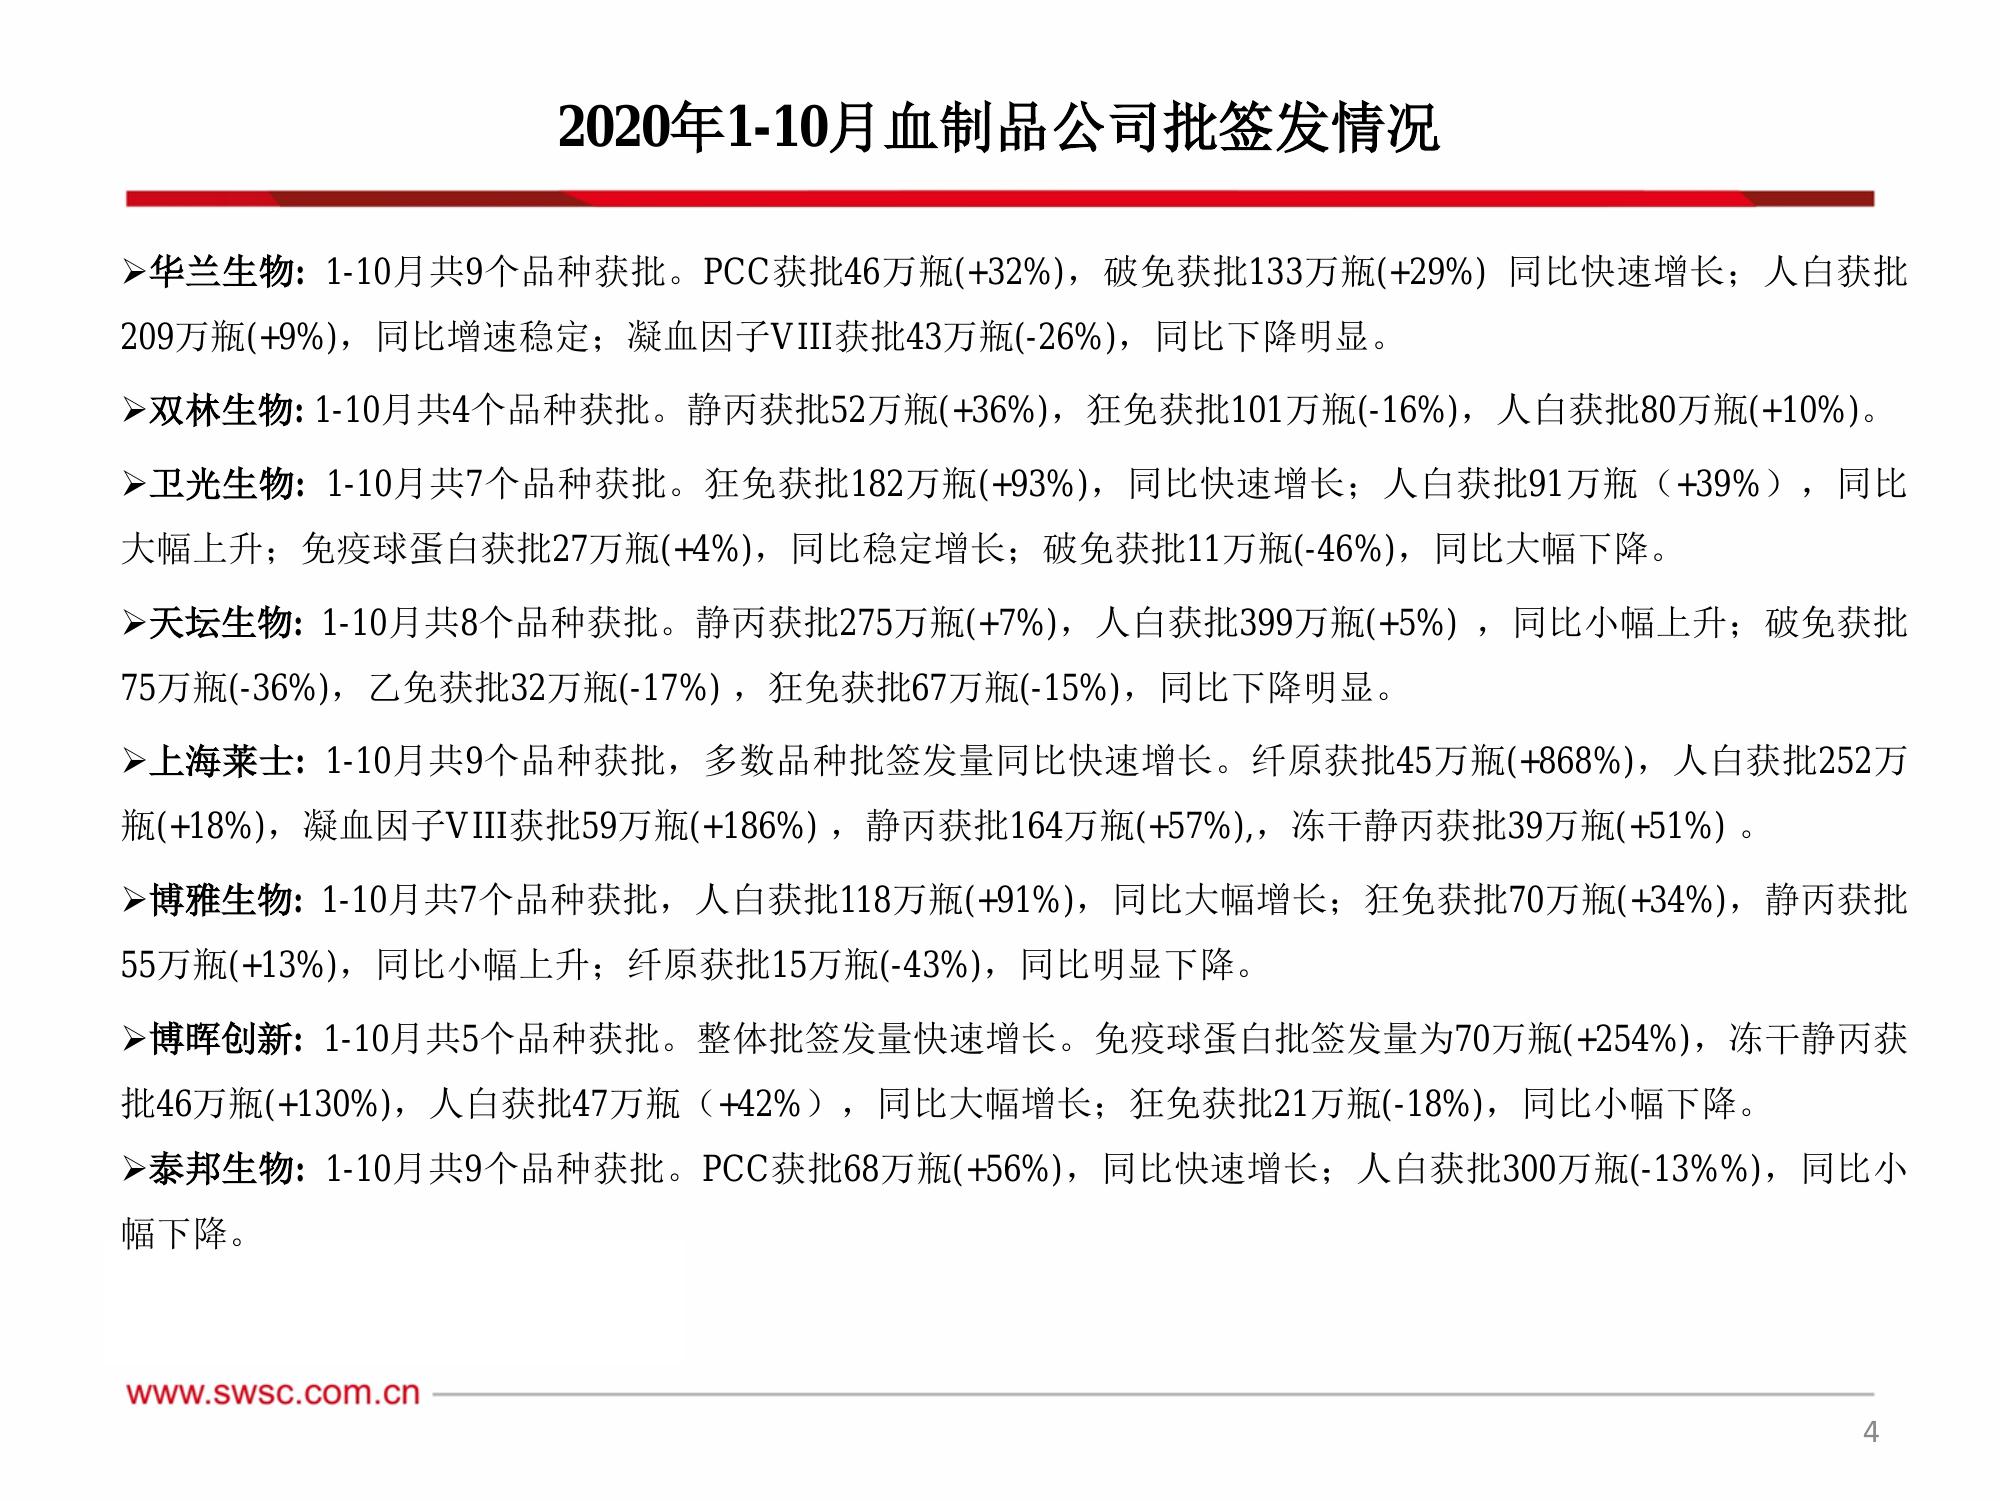 2020年1-10月血制品公司批签发情况
➢华兰生物: 1-10月共9个品种获批。PCC获批46万瓶(+32%)，破免获批133万瓶(+29%) 同比快速增长；人白获批
209万瓶(+9%)，同比增速稳定；凝血因子VIII获批43万瓶(-26%)，同比下降明显。
➢双林生物: 1-10月共4个品种获批。静丙获批52万瓶(+36%)，狂免获批101万瓶(-16%)，人白获批80万瓶(+10%)。
➢卫光生物: 1-10月共7个品种获批。狂免获批182万瓶(+93%)，同比快速增长；人白获批91万瓶（+39%），同比
大幅上升；免疫球蛋白获批27万瓶(+4%)，同比稳定增长；破免获批11万瓶(-46%)，同比大幅下降。
➢天坛生物: 1-10月共8个品种获批。静丙获批275万瓶(+7%)，人白获批399万瓶(+5%) ，同比小幅上升；破免获批
75万瓶(-36%)，乙免获批32万瓶(-17%) ，狂免获批67万瓶(-15%)，同比下降明显。
➢上海莱士: 1-10月共9个品种获批，多数品种批签发量同比快速增长。纤原获批45万瓶(+868%)，人白获批252万
瓶(+18%)，凝血因子VIII获批59万瓶(+186%) ，静丙获批164万瓶(+57%),，冻干静丙获批39万瓶(+51%) 。
➢博雅生物: 1-10月共7个品种获批，人白获批118万瓶(+91%)，同比大幅增长；狂免获批70万瓶(+34%)，静丙获批
55万瓶(+13%)，同比小幅上升；纤原获批15万瓶(-43%)，同比明显下降。
➢博晖创新: 1-10月共5个品种获批。整体批签发量快速增长。免疫球蛋白批签发量为70万瓶(+254%)，冻干静丙获
批46万瓶(+130%)，人白获批47万瓶（+42%），同比大幅增长；狂免获批21万瓶(-18%)，同比小幅下降。
➢泰邦生物: 1-10月共9个品种获批。PCC获批68万瓶(+56%)，同比快速增长；人白获批300万瓶(-13%%)，同比小
幅下降。
www.swsc.com.cn
4